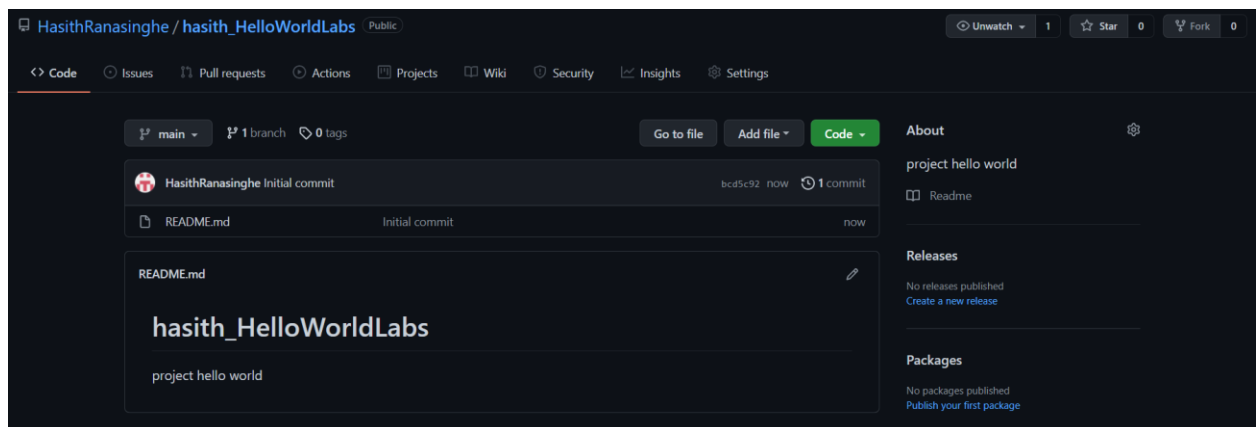 HasithRanasinghe / hasith_HelloWorldLabs Public
Unwatch 1 Star 0 Fork 0
Code Issues Pull requests Actions Projects Wiki Security Insights Settings
main 1 branch 0 tags
Go to file Add file Code
HasithRanasinghe Initial commit bcd5c92 now 1 commit
README.md Initial commit now
README.md
hasith_HelloWorldLabs
project hello world
About
project hello world
Readme
Releases
No releases published
Create a new release
Packages
No packages published
Publish your first package